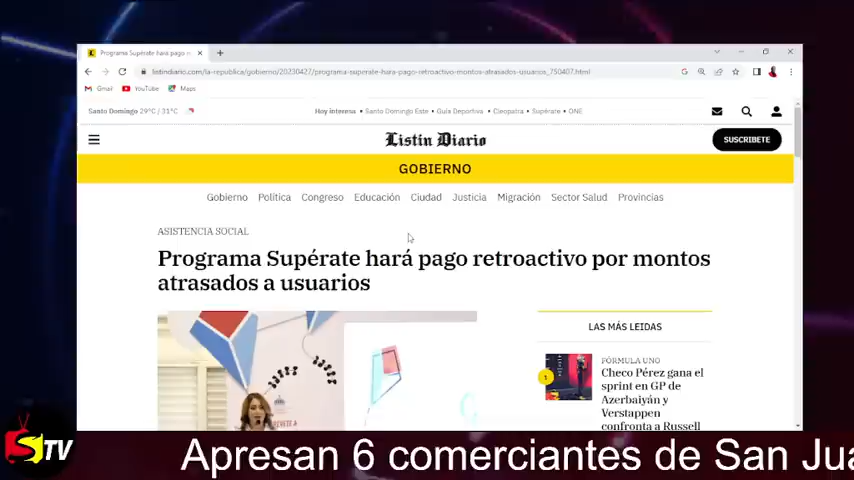 Programa Supérate hará pago r
listindiario.com/la-republica/gobierno/20230427/programa-superate-hara-pago-retroactivo-montos-atrasados-usuarios_750407.html
Gmail YouTube Maps
Santo Domingo 29°C / 31°C
Hoy interesa Santo Domingo Este Guía Deportiva Cleopatra Supérate ONE
Listín Diario
SUSCRIBETE
GOBIERNO
Gobierno Política Congreso Educación Ciudad Justicia Migración Sector Salud Provincias
ASISTENCIA SOCIAL
Programa Supérate hará pago retroactivo por montos
atrasados a usuarios
LAS MÁS LEIDAS
1
FÓRMULA UNO
Checo Pérez gana el
sprint en GP de
Azerbaiyán y
Verstappen
confronta a Russell
STV
Apresan 6 comerciantes de San Jua